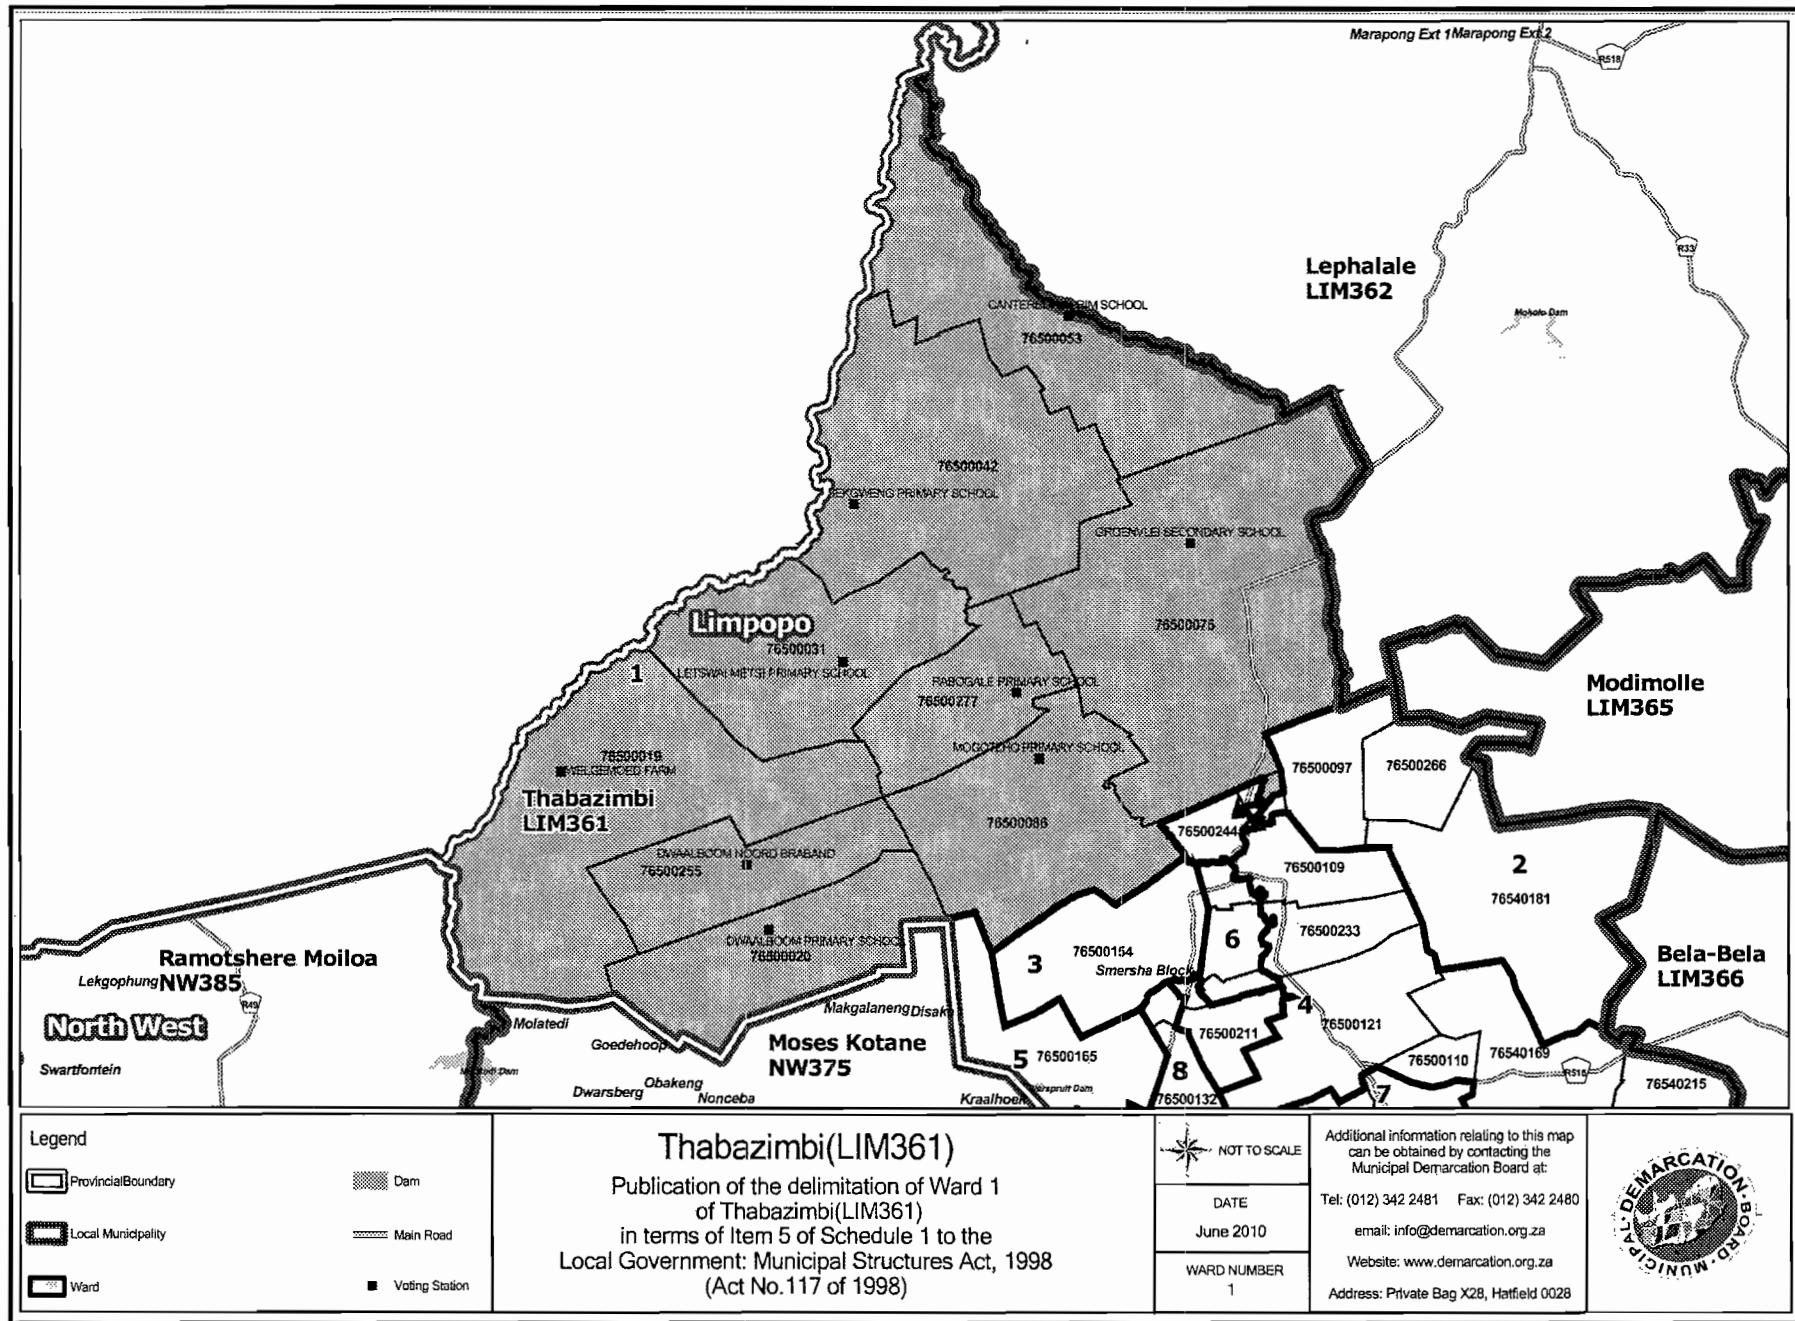 Marapong Ext 1 Marapong Ext 2
R518
Lephalale
LIM362
R33
Mokolo Dam
76500053
76500042
PRIMARY SCHOOL
GROENVLEI SECONDARY SCHOOL
Limpopo
76500031
LETSWAI METSI PRIMARY SCHOOL
76500075
1
RABOGALE PRIMARY SCHOOL
76500277
Modimolle
LIM365
MOGOTLHO PRIMARY SCHOOL
76500019
WELGEMOED FARM
76500097
76500266
Thabazimbi
LIM361
76500086
76500244
DWAALBOOM NOORD BRABAND
76500255
76500109
2
76540181
DWAALBOOM PRIMARY SCHOOL
76500020
3
76500154
6
76500233
Smersha Block
Ramotshere Moiloa
NW385
Lekgophung
R49
North West
Swartfontein
Bela-Bela
LIM366
Makgalaneng
Disake
Molatedi
Goedehoop
Moses Kotane
NW375
4
76500121
76500211
5
76500165
8
76500132
76500110
76540169
76540215
7
Dwarsberg
Obakeng
Nonceba
Kraalhoek
Legend
ProvincialBoundary
Local Municipality
Ward
Dam
Main Road
Voting Station
Thabazimbi(LIM361)
Publication of the delimitation of Ward 1
of Thabazimbi(LIM361)
in terms of Item 5 of Schedule 1 to the
Local Government: Municipal Structures Act, 1998
(Act No.117 of 1998)
NOT TO SCALE
DATE
June 2010
WARD NUMBER
1
Additional information relating to this map
can be obtained by contacting the
Municipal Demarcation Board at:
Tel: (012) 342 2481 Fax: (012) 342 2480
email: info@demarcation.org.za
Website: www.demarcation.org.za
Address: Private Bag X28, Hatfield 0028
MUNICIPAL DEMARCATION BOARD